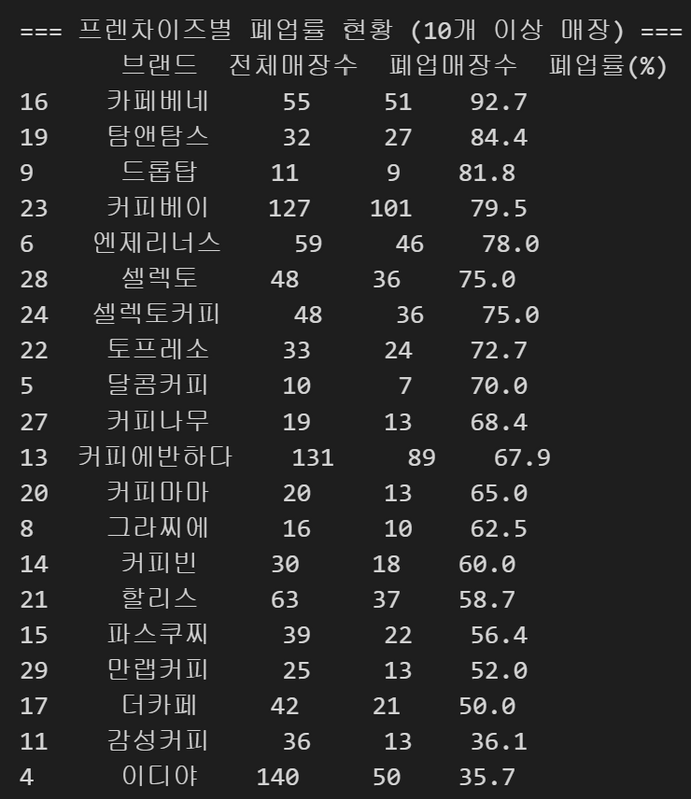 === 프렌차이즈별 폐업률 현황 (10개 이상 매장) ===
브랜드 전체매장수 폐업매장수 폐업률(%)
16 카페베네 55 51 92.7
19 탐앤탐스 32 27 84.4
9 드롭탑 11 9 81.8
23 커피베이 127 101 79.5
6 엔제리너스 59 46 78.0
28 셀렉토 48 36 75.0
24 셀렉토커피 48 36 75.0
22 토프레소 33 24 72.7
5 달콤커피 10 7 70.0
27 커피나무 19 13 68.4
13 커피에반하다 131 89 67.9
20 커피마마 20 13 65.0
8 그라찌에 16 10 62.5
14 커피빈 30 18 60.0
21 할리스 63 37 58.7
15 파스쿠찌 39 22 56.4
29 만랩커피 25 13 52.0
17 더카페 42 21 50.0
11 감성커피 36 13 36.1
4 이디야 140 50 35.7